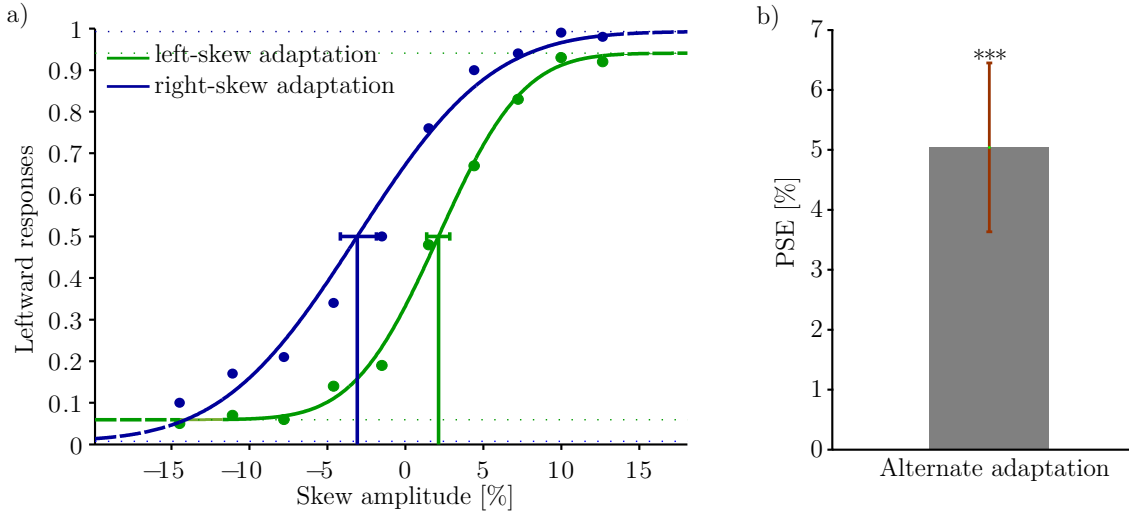 a)
1
0.9
0.8
0.7
0.6
0.5
0.4
0.3
0.2
0.1
0
Leftward responses
left-skew adaptation
right-skew adaptation
−15 −10 −5 0 5 10 15
Skew amplitude [%]
b)
7
6
5
4
3
2
1
0
PSE [%]
***
Alternate adaptation